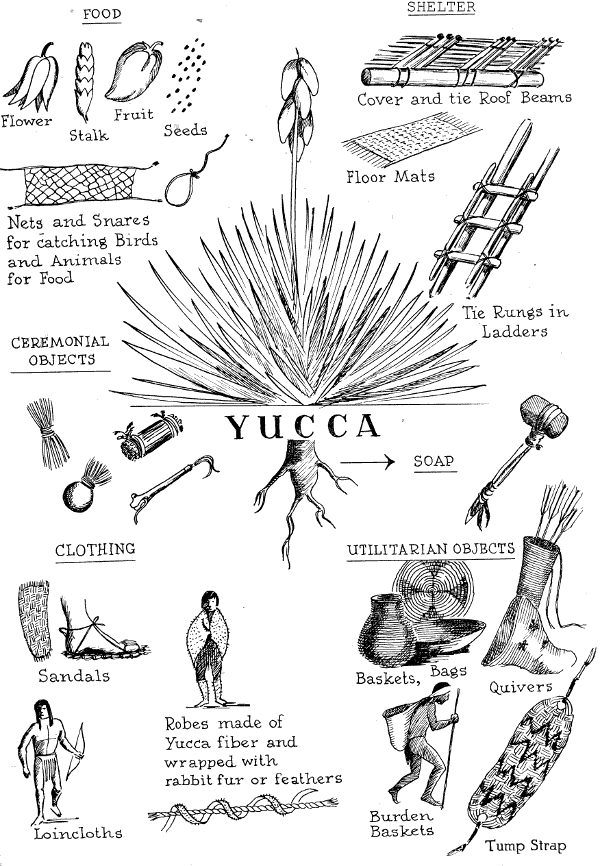 FOOD
Flower
Stalk
Fruit
Seeds
Nets and Snares
for catching Birds
and Animals
for Food
SHELTER
Cover and tie Roof Beams
Floor Mats
Tie Rungs in
Ladders
CEREMONIAL
OBJECTS
YUCCA
SOAP
CLOTHING
Sandals
Robes made of
Yucca fiber and
wrapped with
rabbit fur or feathers
Loincloths
UTILITARIAN OBJECTS
Baskets, Bags
Quivers
Burden
Baskets
Tump Strap